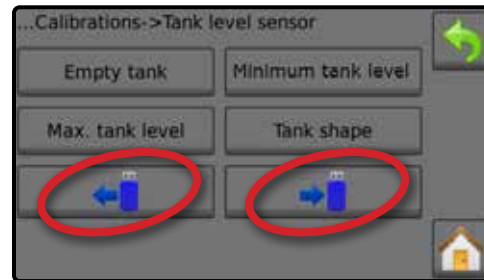 ...Calibrations->Tank level sensor
Empty tank
Minimum tank level
Max. tank level
Tank shape